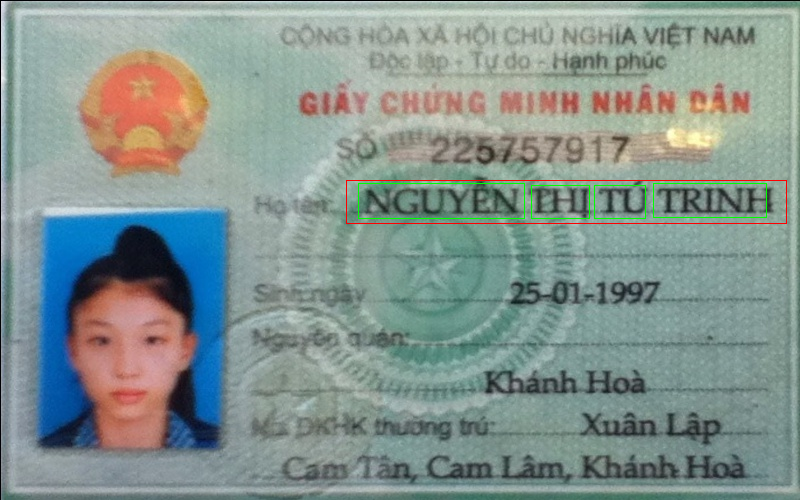 CỘNG HÒA XÃ HỘI CHỦ NGHĨA VIỆT NAM
Độc lập - Tự do - Hạnh phúc
GIẤY CHỨNG MINH NHÂN DÂN
SỐ 225757917
Họ tên: NGUYỄN THỊ TÚ TRINH
Sinh ngày 25-01-1997
Nguyên quán:
Khánh Hoà
Nơi ĐKHK thường trú: Xuân Lập
Cam Tân, Cam Lâm, Khánh Hoà